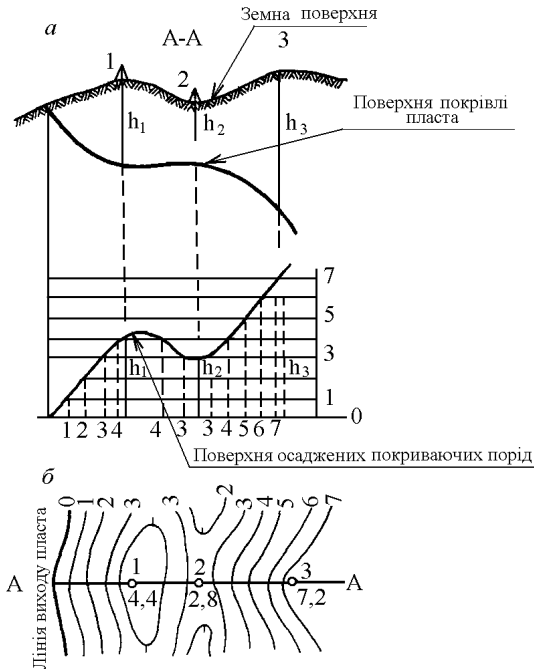 а
Земна поверхня
А-А
1
2
3
Поверхня покрівлі
пласта
h1
h2
h3
7
5
3
1
0
h1
h2
h3
1 2 3 4 4 3 3 4 5 6 7
Поверхня осаджених покриваючих порід
б
Лінія виходу пласта
0 1 2 3 3 2 3 4 5 6 7
А
1
4,4
2
2,8
3
7,2
А